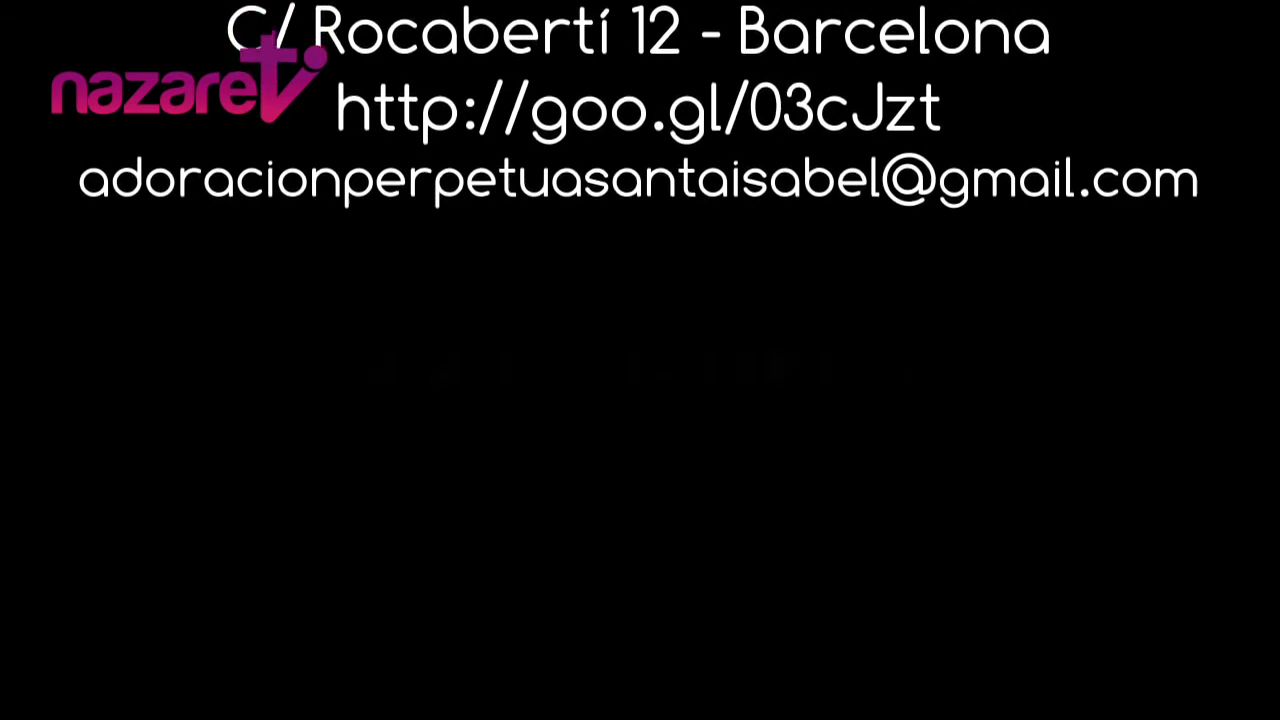 C/ Rocabertí 12 - Barcelona
nazaretv
http://goo.gl/03cJzt
adoracionperpetuasantaisabel@gmail.com